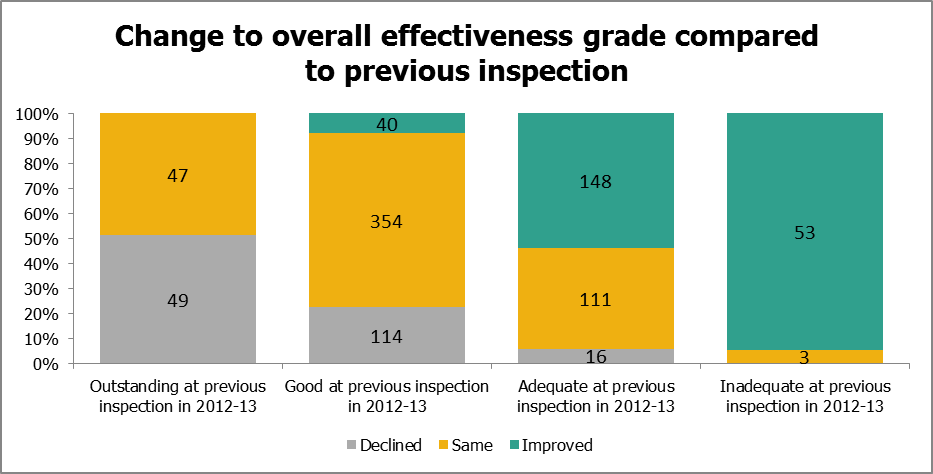 Change to overall effectiveness grade compared
to previous inspection
100%
90%
80%
70%
60%
50%
40%
30%
20%
10%
0%
47
49
40
354
114
148
111
16
53
3
Outstanding at previous
inspection in 2012-13
Good at previous inspection
in 2012-13
Adequate at previous
inspection in 2012-13
Inadequate at previous
inspection in 2012-13
Declined
Same
Improved